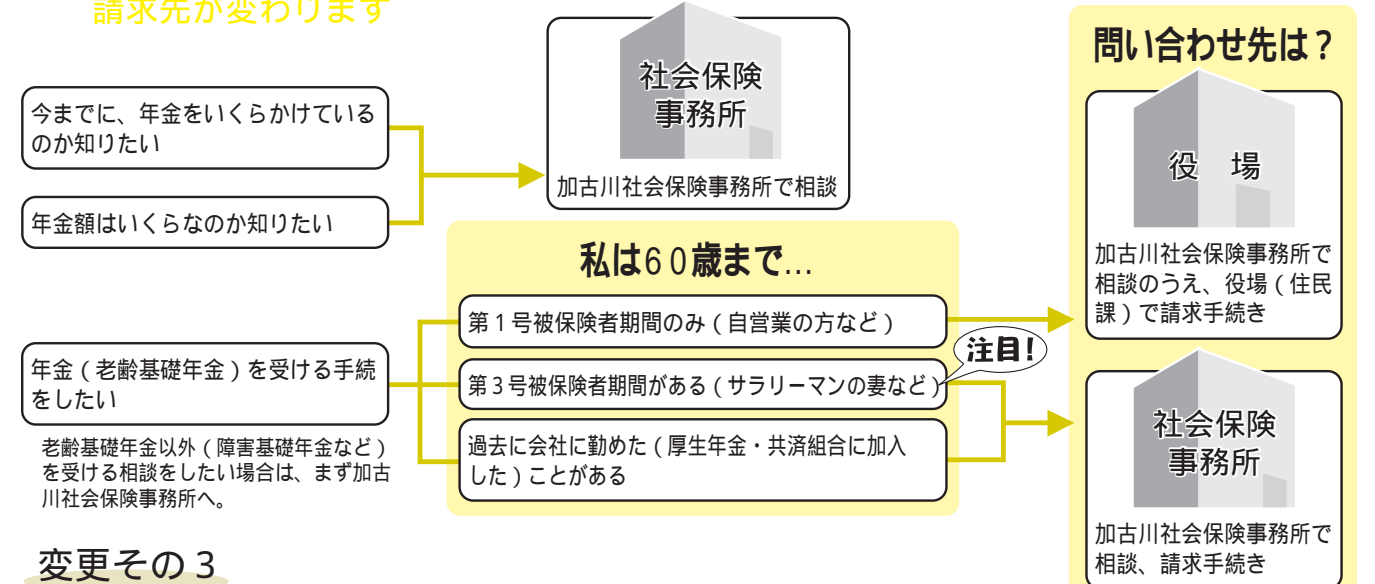 請求先が変わります
今までに、年金をいくらかけている
のか知りたい
年金額はいくらなのか知りたい
社会保険
事務所
加古川社会保険事務所で相談
私は60歳まで…
第1号被保険者期間のみ(自営業の方など)
第3号被保険者期間がある(サラリーマンの妻など)
注目!
過去に会社に勤めた(厚生年金・共済組合に加入
した)ことがある
年金(老齢基礎年金)を受ける手続
をしたい
老齢基礎年金以外(障害基礎年金など)
を受ける相談をしたい場合は、まず加古
川社会保険事務所へ。
問い合わせ先は?
役 場
加古川社会保険事務所で
相談のうえ、役場(住民
課)で請求手続き
社会保険
事務所
加古川社会保険事務所で
相談、請求手続き
変更その3